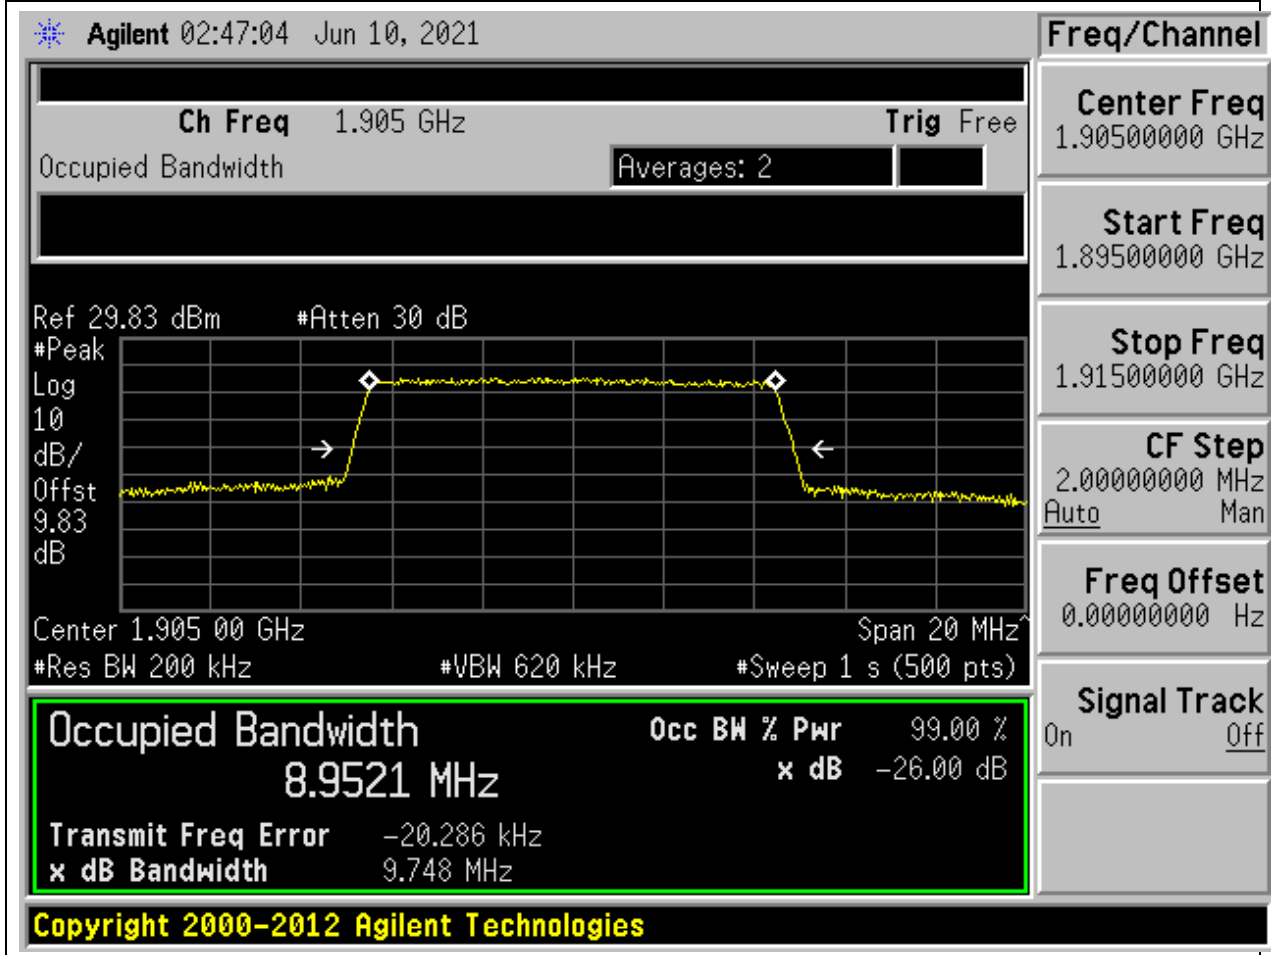 Agilent 02:47:04 Jun 10, 2021
Freq/Channel
Ch Freq 1.905 GHz Trig Free
Occupied Bandwidth Averages: 2
Center Freq
1.90500000 GHz
Start Freq
1.89500000 GHz
Stop Freq
1.91500000 GHz
CF Step
2.00000000 MHz
Auto Man
Freq Offset
0.00000000 Hz
Signal Track
On Off
Ref 29.83 dBm #Atten 30 dB
#Peak
Log
10
dB/
Offst
9.83
dB
Center 1.905 00 GHz Span 20 MHz^
#Res BW 200 kHz #VBW 620 kHz #Sweep 1 s (500 pts)
Occupied Bandwidth Occ BW % Pwr 99.00 %
8.9521 MHz x dB -26.00 dB
Transmit Freq Error -20.286 kHz
x dB Bandwidth 9.748 MHz
Copyright 2000-2012 Agilent Technologies